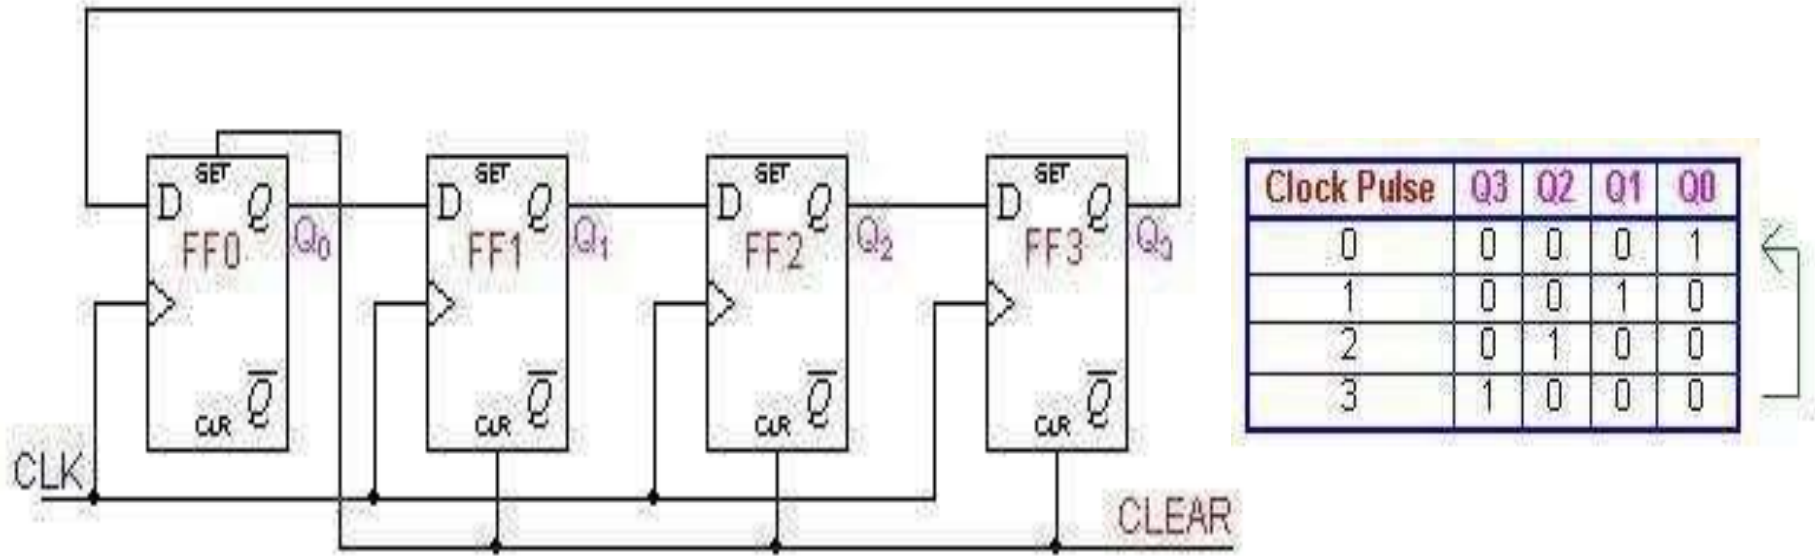 SET SET SET SET
D Q D Q D Q D Q
FF0 Q0 FF1 Q1 FF2 Q2 FF3 Q3
Q Q Q Q
CLR CLR CLR CLR
CLK
CLEAR
Clock Pulse Q3 Q2 Q1 Q0
0 0 0 0 1
1 0 0 1 0
2 0 1 0 0
3 1 0 0 0